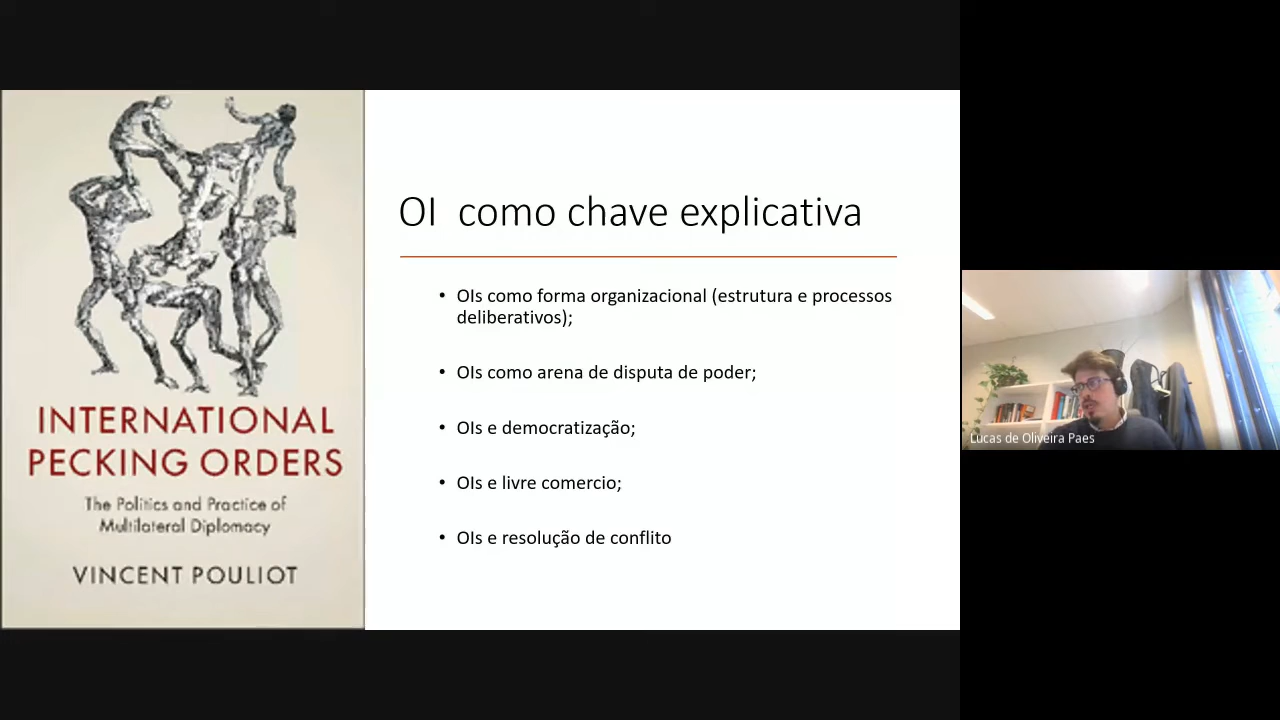 INTERNATIONAL
PECKING ORDERS
The Politics and Practice of
Multilateral Diplomacy
VINCENT POULIOT
OI como chave explicativa
• OIs como forma organizacional (estrutura e processos
deliberativos);
• OIs como arena de disputa de poder;
• OIs e democratização;
• OIs e livre comercio;
• OIs e resolução de conflito
Lucas de Oliveira Paes